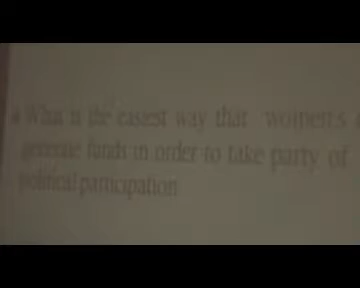 What is the easiest way that women's
generate funds in order to take party of
political participation